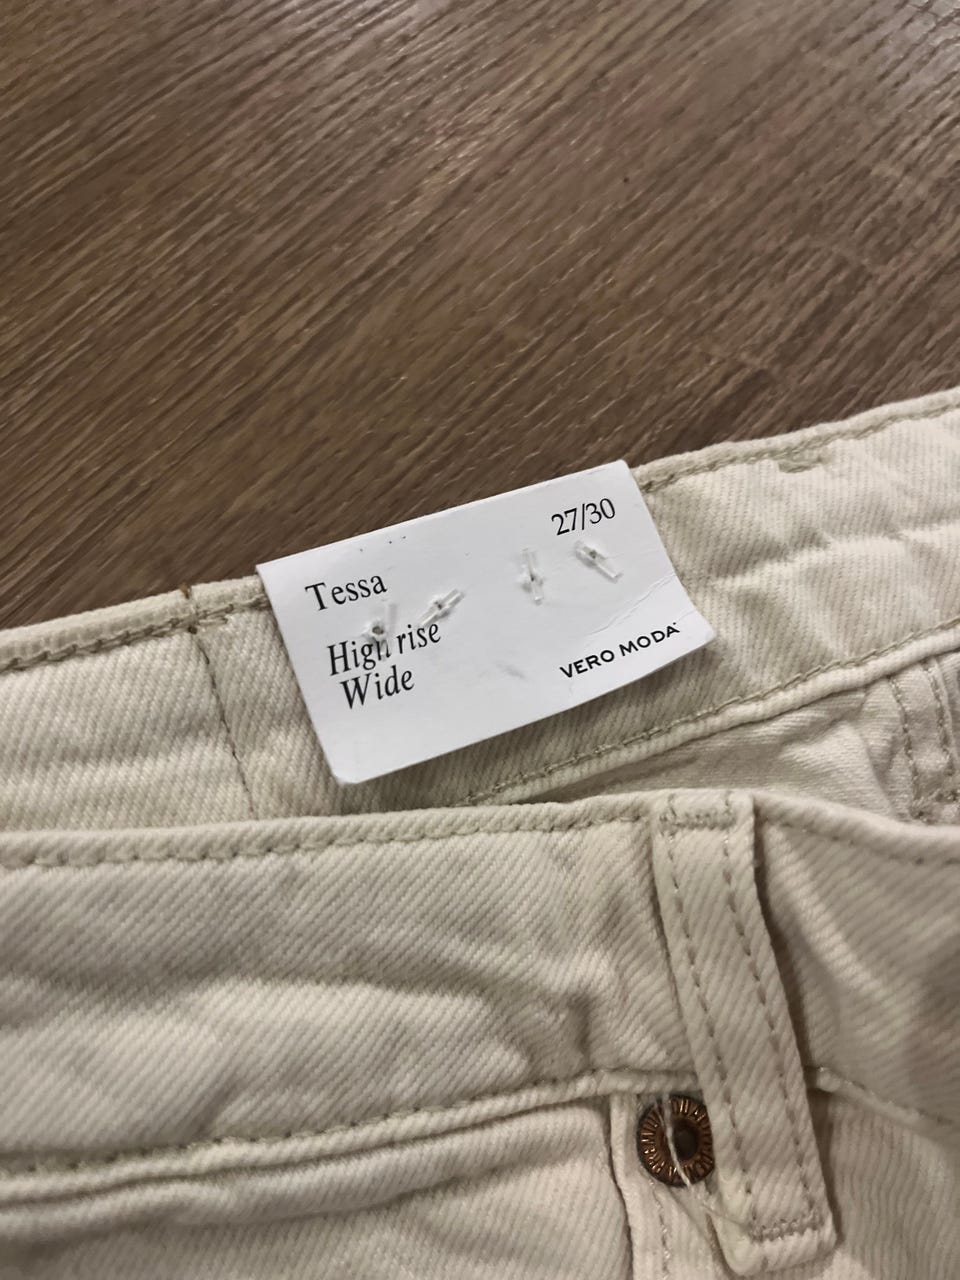 27/30
Tessa
High rise
Wide
VERO MODA